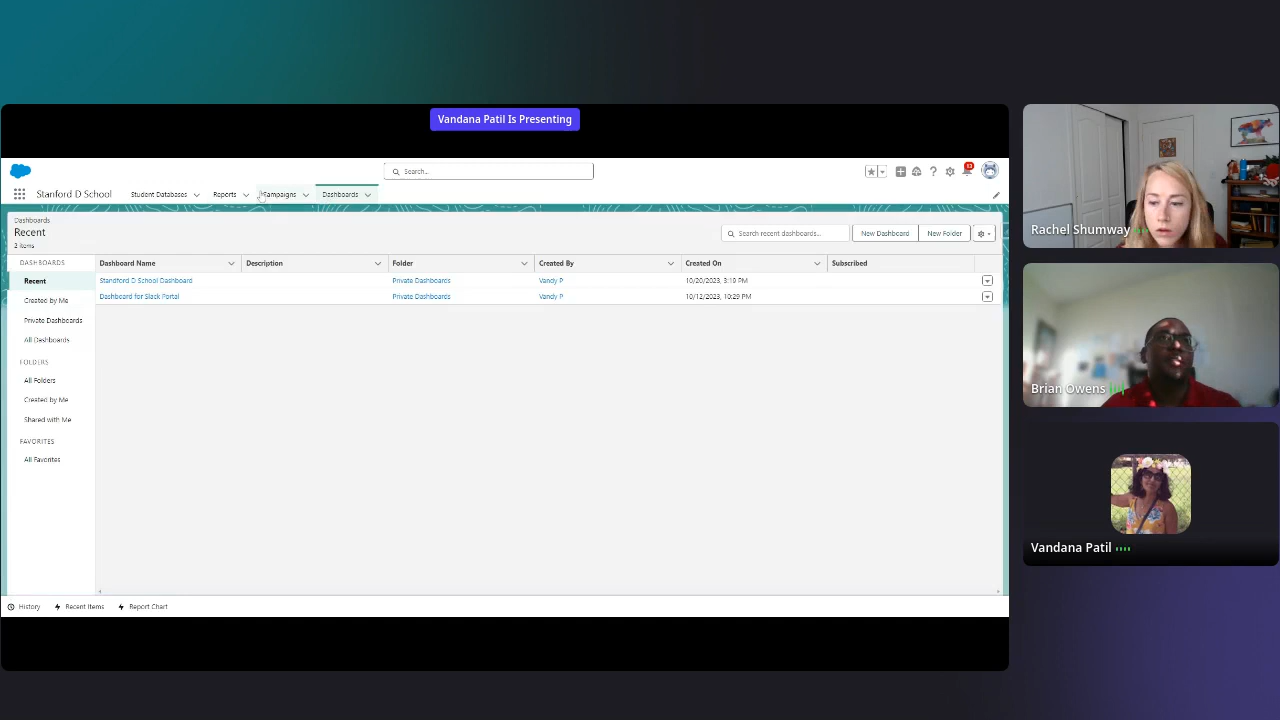 Vandana Patil Is Presenting
Search...
13
Stanford D School
Student Databases
Reports
Campaigns
Dashboards
Dashboards
Recent
2 items
Search recent dashboards...
New Dashboard
New Folder
DASHBOARDS
Dashboard Name
Description
Folder
Created By
Created On
Subscribed
Recent
Standford D School Dashboard
Private Dashboards
Vandy P
10/20/2023, 3:19 PM
Created by Me
Dashboard for Slack Portal
Private Dashboards
Vandy P
10/12/2023, 10:29 PM
Private Dashboards
All Dashboards
FOLDERS
All Folders
Created by Me
Shared with Me
FAVORITES
All Favorites
History
Recent Items
Report Chart
Rachel Shumway
Brian Owens
Vandana Patil